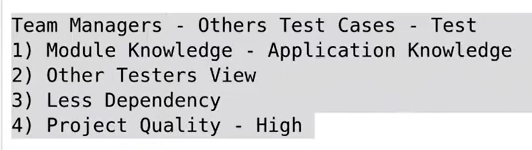 Team Managers - Others Test Cases - Test
1) Module Knowledge - Application Knowledge
2) Other Testers View
3) Less Dependency
4) Project Quality - High